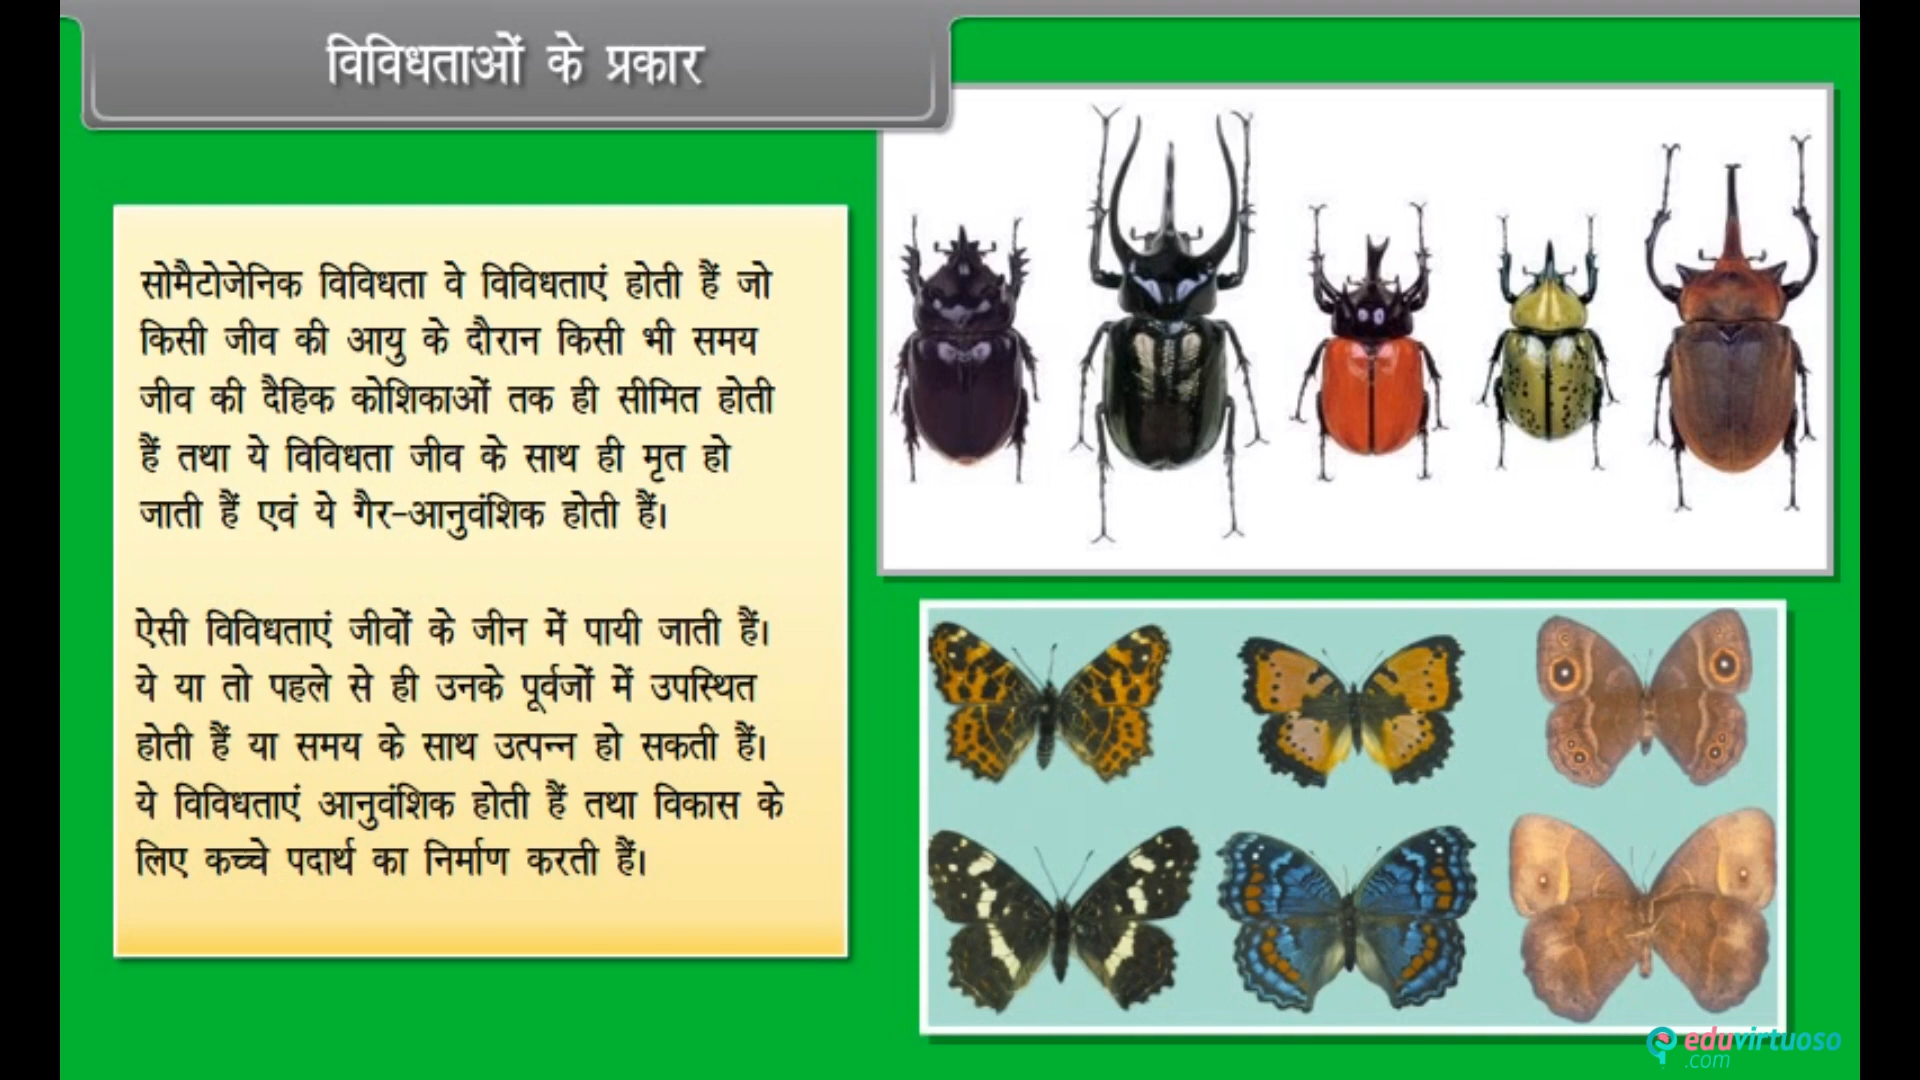 विविधताओं के प्रकार
सोमैटोजेनिक विविधता वे विविधताएं होती हैं जो
किसी जीव की आयु के दौरान किसी भी समय
जीव की दैहिक कोशिकाओं तक ही सीमित होती
हैं तथा ये विविधता जीव के साथ ही मृत हो
जाती हैं एवं ये गैर-आनुवंशिक होती हैं।
ऐसी विविधताएं जीवों के जीन में पायी जाती हैं।
ये या तो पहले से ही उनके पूर्वजों में उपस्थित
होती हैं या समय के साथ उत्पन्न हो सकती हैं।
ये विविधताएं आनुवंशिक होती हैं तथा विकास के
लिए कच्चे पदार्थ का निर्माण करती हैं।
eduvirtuoso
.com